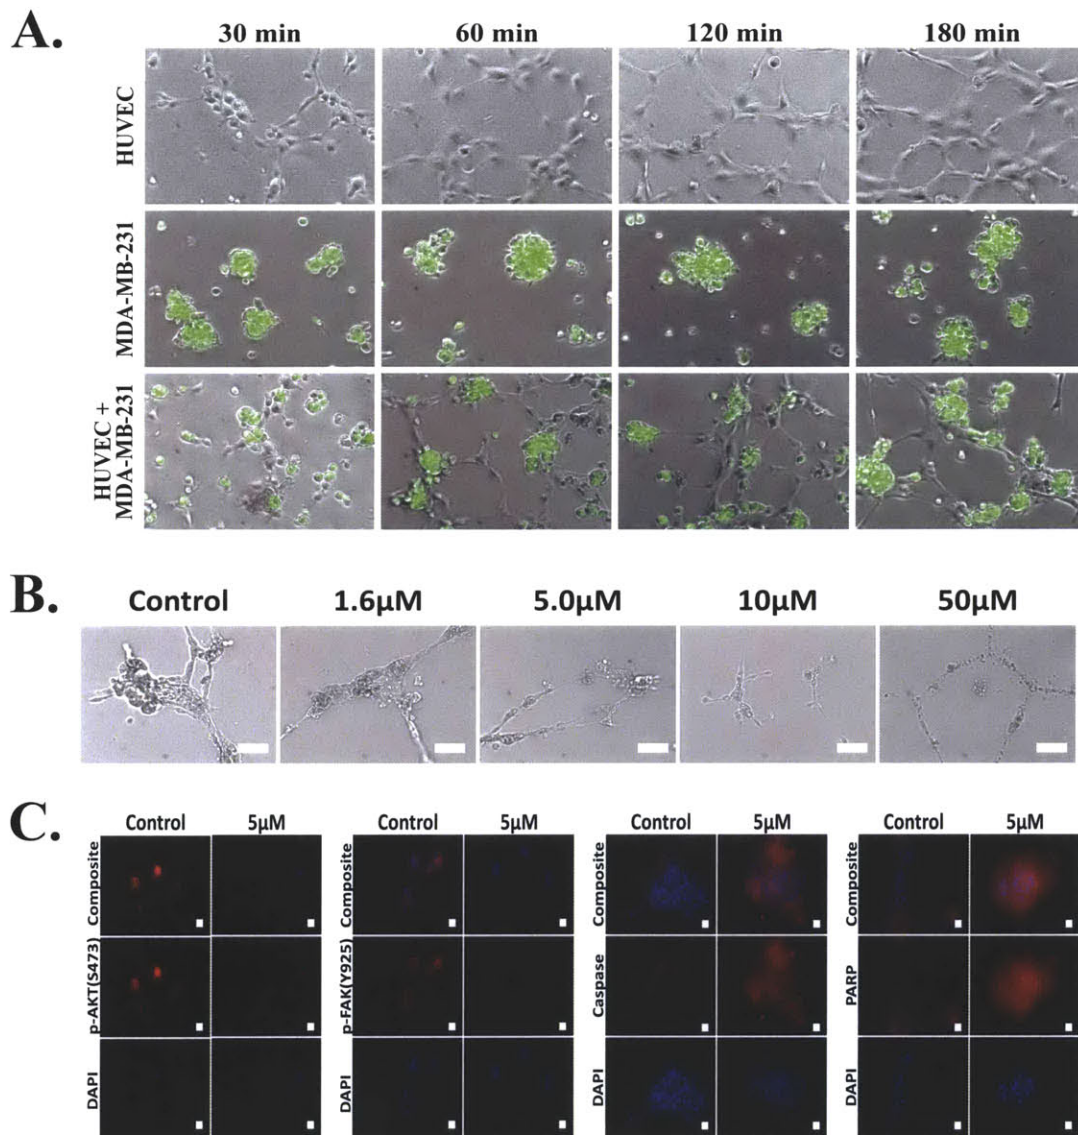 A.
30 min 60 min 120 min 180 min
HUVEC
MDA-MB-231
HUVEC +
MDA-MB-231
B.
Control 1.6µM 5.0µM 10µM 50µM
C.
Control 5µM Control 5µM Control 5µM Control 5µM
Composite Composite Composite Composite
p-AKT(S473) p-FAK(Y925) Caspase PARP
DAPI DAPI DAPI DAPI